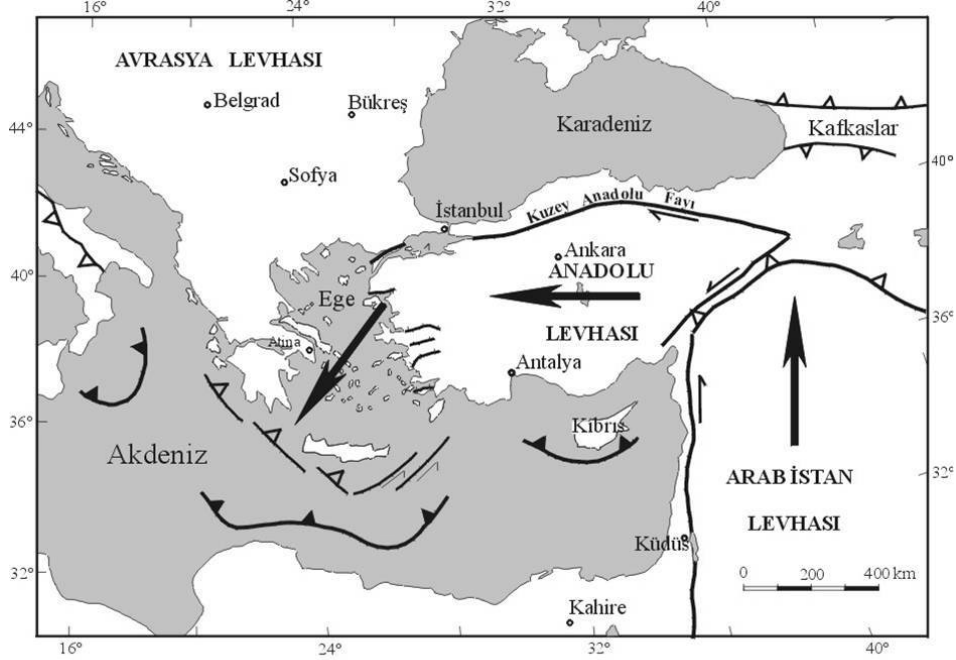 24° 32° 40°
AVRASYA LEVHASI
Belgrad
Bükreş
44°
Karadeniz
Kafkaslar
40°
Sofya
İstanbul
Kuzey Anadolu Fayı
Ankara
40°
ANADOLU
Ege
36°
LEVHASI
Atina
Antalya
36°
Kıbrıs
Akdeniz
32°
ARAB İSTAN
LEVHASI
Küdüs
32°
0 200 400 km
Kahire
16° 24° 32° 40°